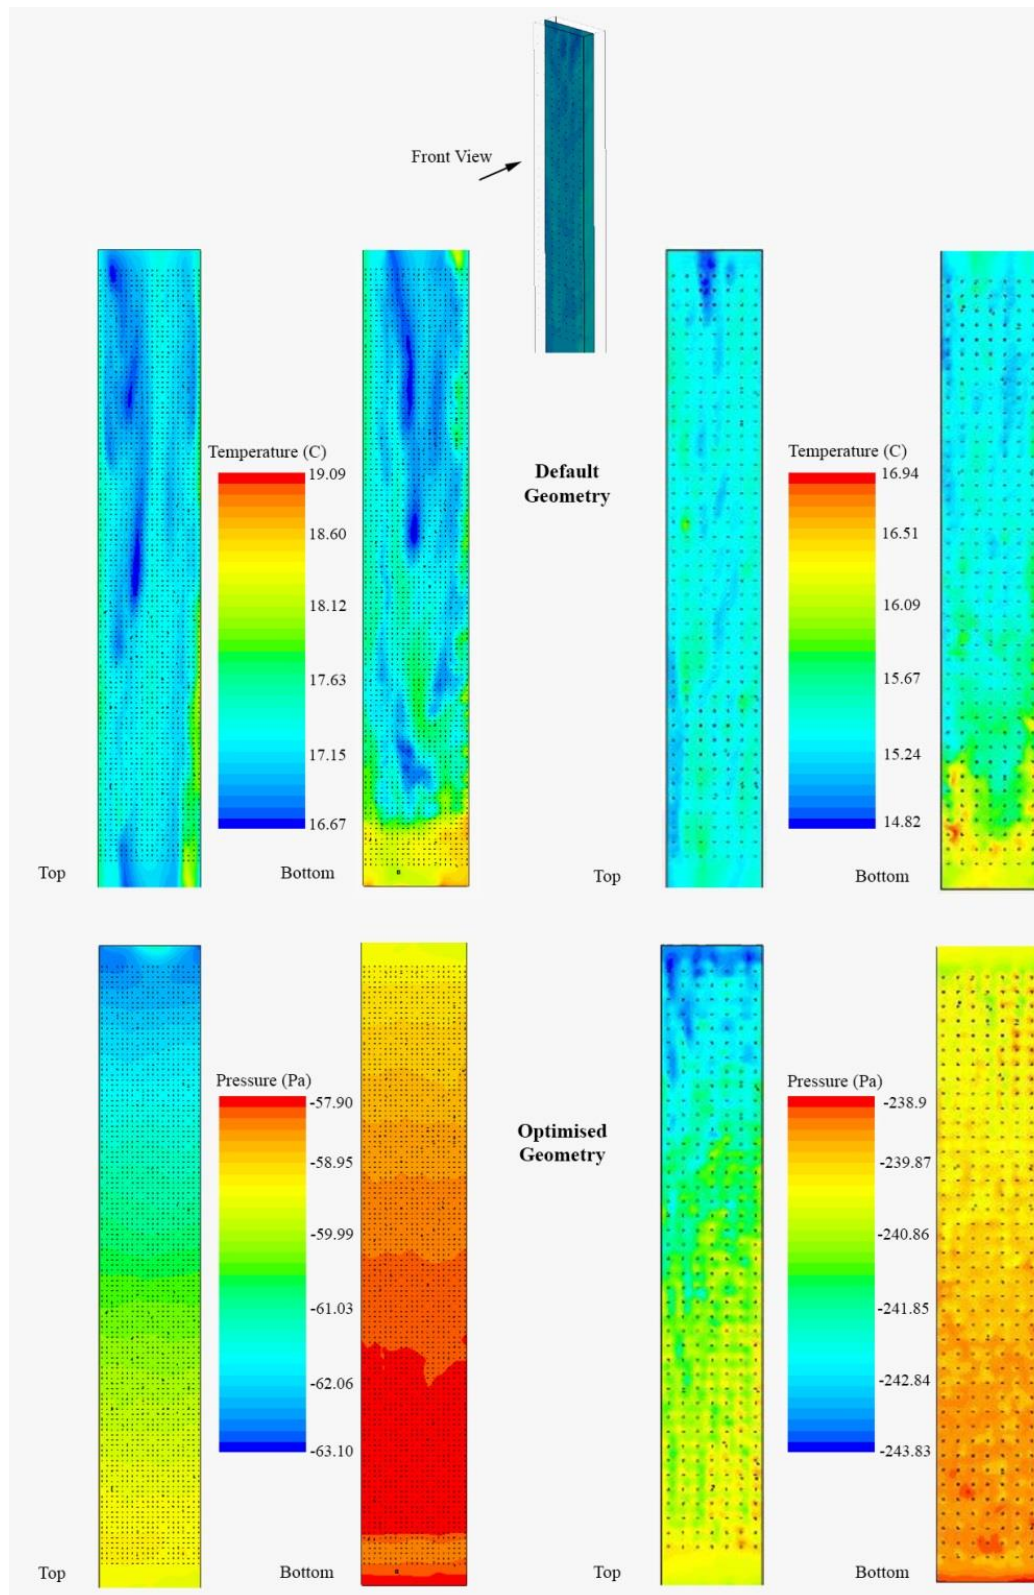 Front View
Temperature (C)
19.09
18.60
18.12
17.63
17.15
16.67
Top
Bottom
Default
Geometry
Temperature (C)
16.94
16.51
16.09
15.67
15.24
14.82
Top
Bottom
Pressure (Pa)
-57.90
-58.95
-59.99
-61.03
-62.06
-63.10
Top
Bottom
Optimised
Geometry
Pressure (Pa)
-238.9
-239.87
-240.86
-241.85
-242.84
-243.83
Top
Bottom